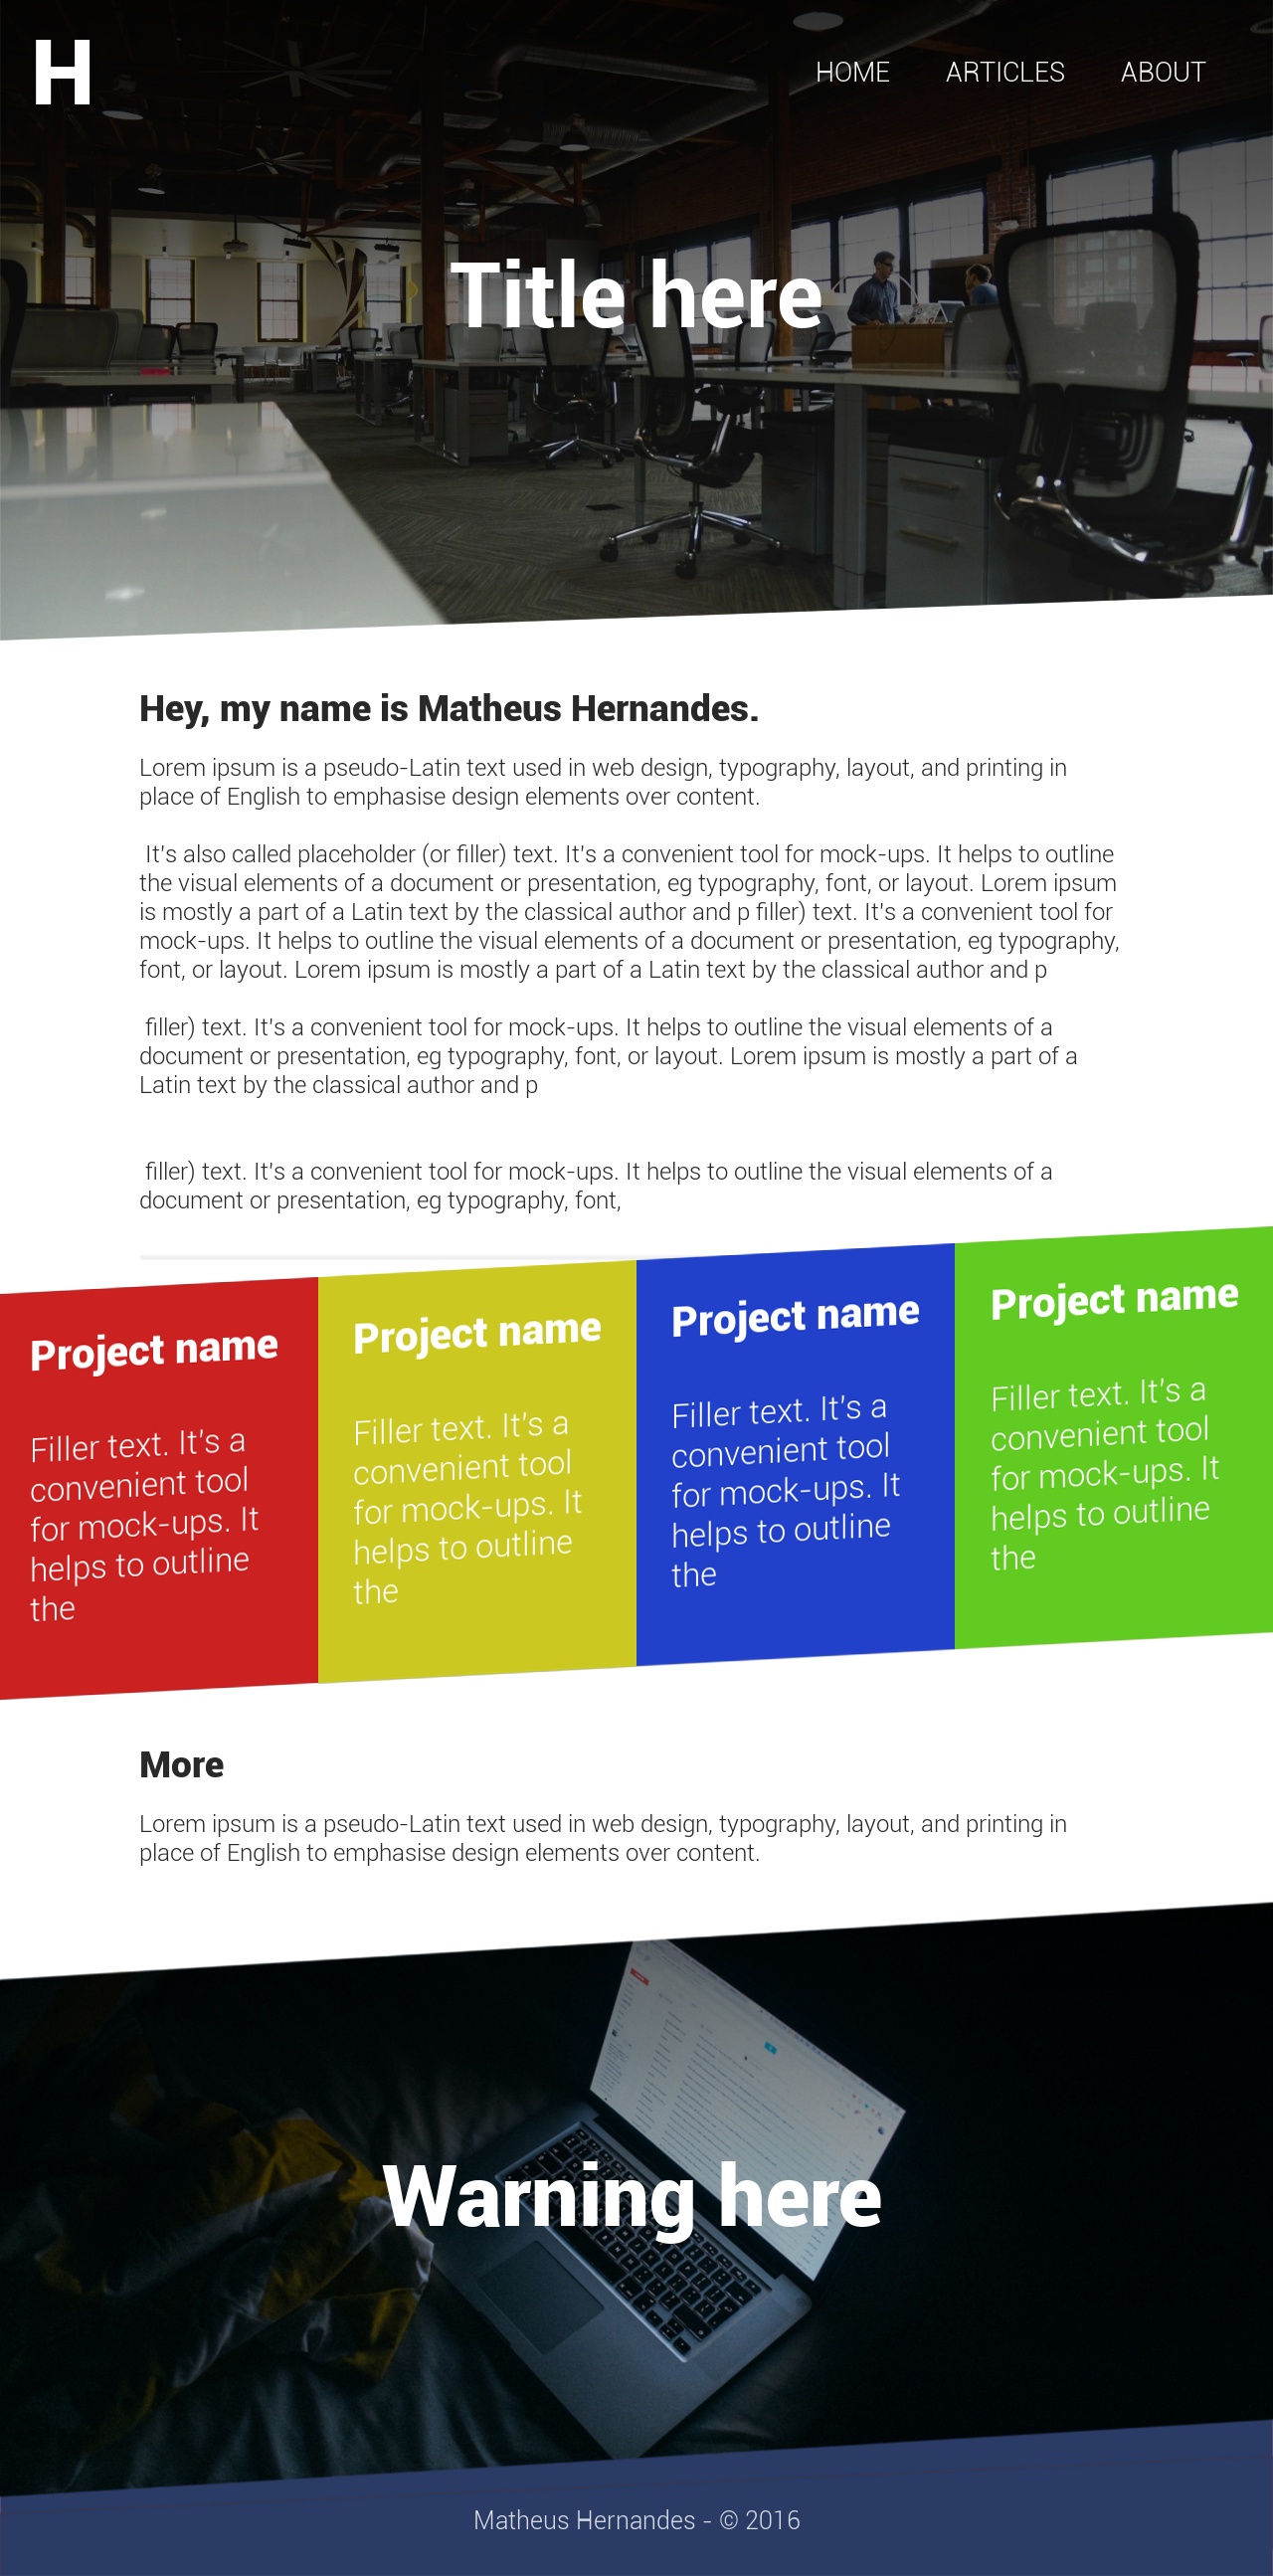 H
HOME ARTICLES ABOUT
Title here
Hey, my name is Matheus Hernandes.
Lorem ipsum is a pseudo-Latin text used in web design, typography, layout, and printing in
place of English to emphasise design elements over content.
It's also called placeholder (or filler) text. It's a convenient tool for mock-ups. It helps to outline
the visual elements of a document or presentation, eg typography, font, or layout. Lorem ipsum
is mostly a part of a Latin text by the classical author and p filler) text. It's a convenient tool for
mock-ups. It helps to outline the visual elements of a document or presentation, eg typography,
font, or layout. Lorem ipsum is mostly a part of a Latin text by the classical author and p
filler) text. It's a convenient tool for mock-ups. It helps to outline the visual elements of a
document or presentation, eg typography, font, or layout. Lorem ipsum is mostly a part of a
Latin text by the classical author and p
filler) text. It's a convenient tool for mock-ups. It helps to outline the visual elements of a
document or presentation, eg typography, font,
Project name
Filler text. It's a
convenient tool
for mock-ups. It
helps to outline
the
Project name
Filler text. It's a
convenient tool
for mock-ups. It
helps to outline
the
Project name
Filler text. It's a
convenient tool
for mock-ups. It
helps to outline
the
Project name
Filler text. It's a
convenient tool
for mock-ups. It
helps to outline
the
More
Lorem ipsum is a pseudo-Latin text used in web design, typography, layout, and printing in
place of English to emphasise design elements over content.
Warning here
Matheus Hernandes - © 2016